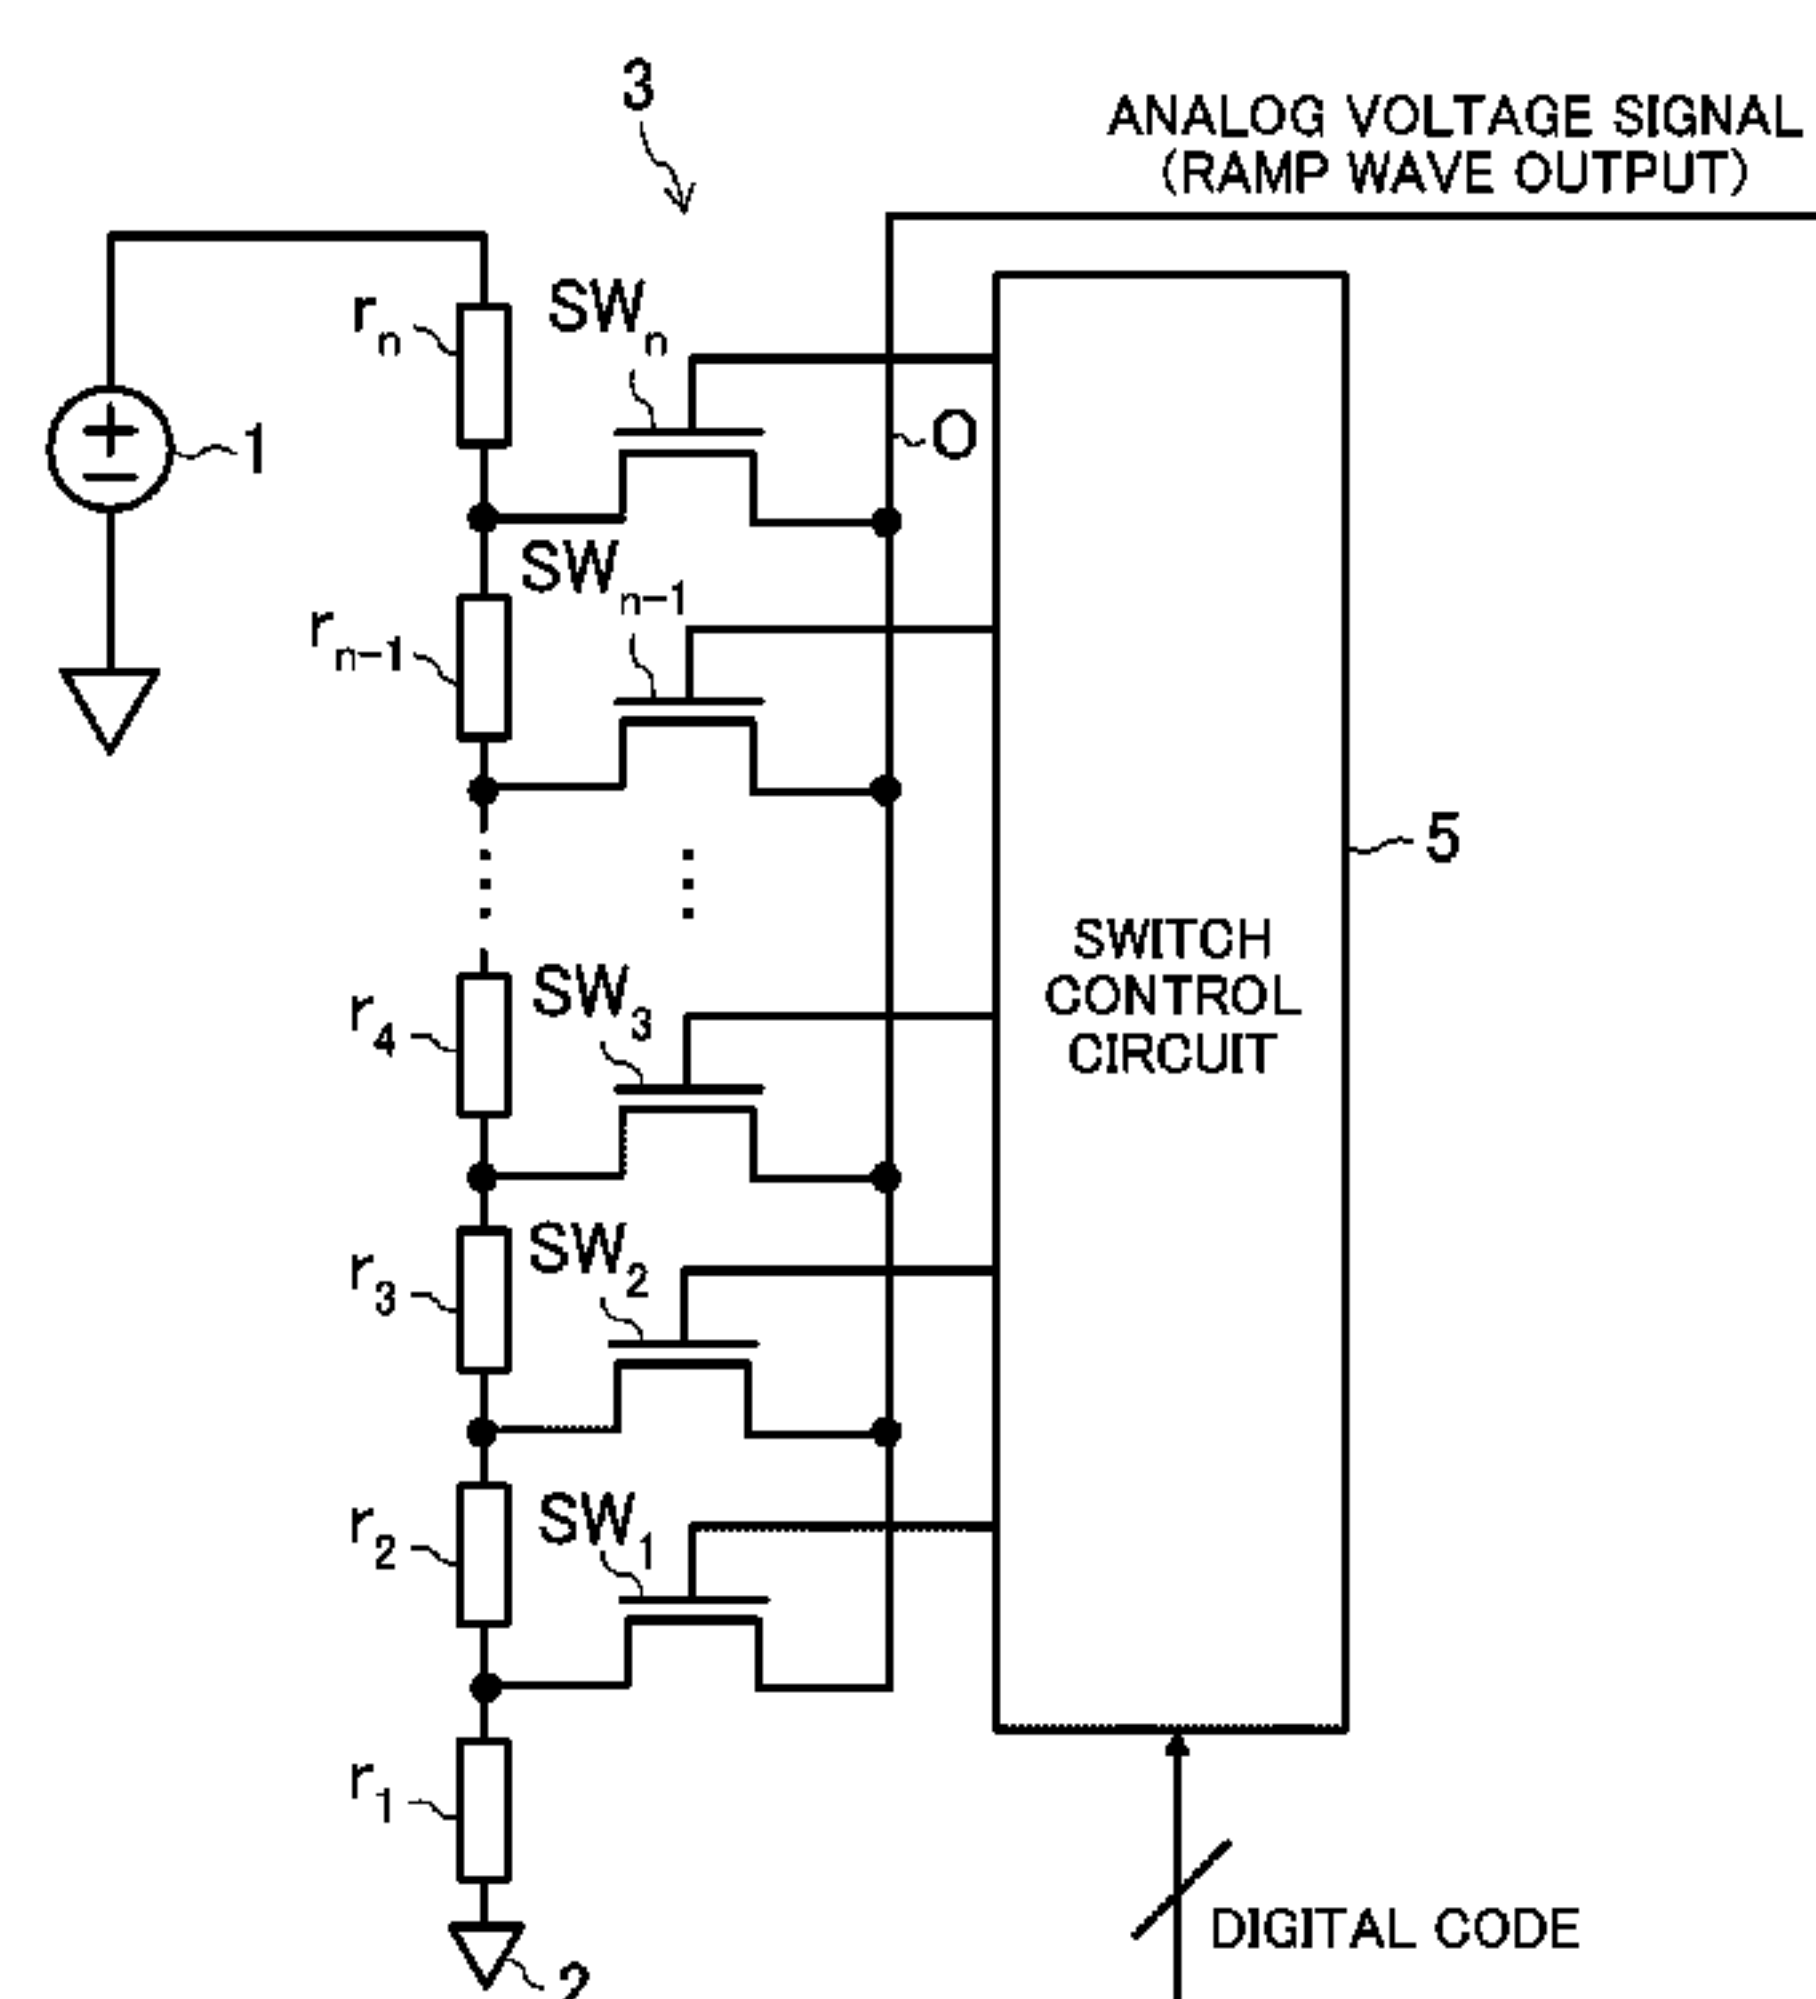 3
ANALOG VOLTAGE SIGNAL
(RAMP WAVE OUTPUT)
rn
SWn
1
O
SWn-1
rn-1
5
SWITCH
CONTROL
CIRCUIT
r4
SW3
r3
SW2
r2
SW1
r1
DIGITAL CODE
2